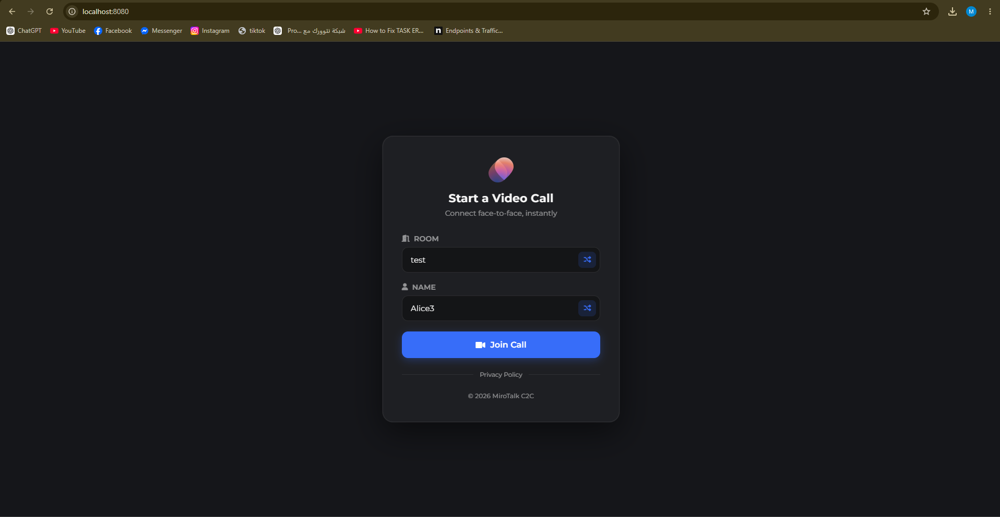 localhost:8080
M
ChatGPT
YouTube
Facebook
Messenger
Instagram
tiktok
Pro... شبكة نتوورك مع
How to Fix TASK ER...
n
Endpoints & Traffic...
Start a Video Call
Connect face-to-face, instantly
ROOM
test
NAME
Alice3
Join Call
Privacy Policy
© 2026 MiroTalk C2C